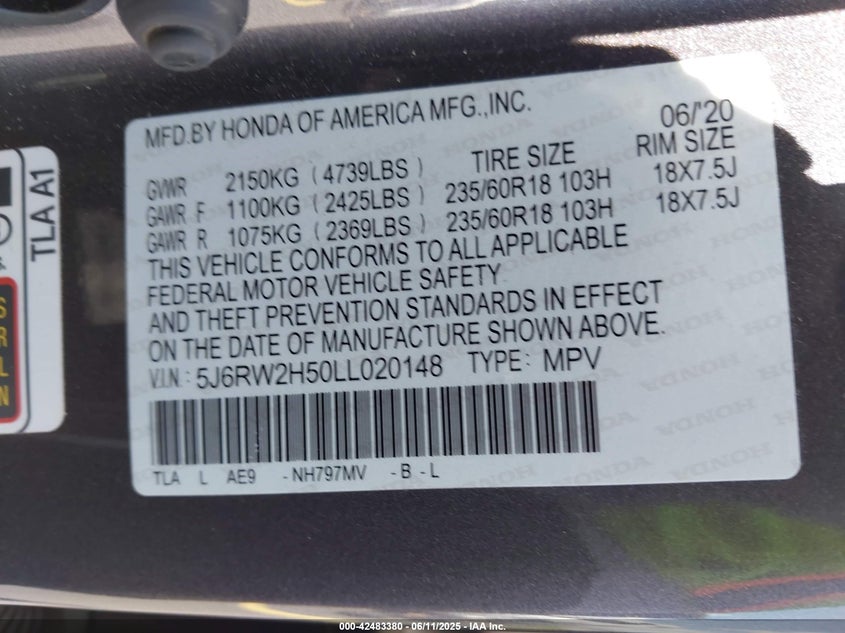 MFD.BY HONDA OF AMERICA MFG.,INC. 06/'20
GVWR 2150KG (4739LBS) TIRE SIZE RIM SIZE
GAWR F 1100KG (2425LBS) 235/60R18 103H 18X7.5J
GAWR R 1075KG (2369LBS) 235/60R18 103H 18X7.5J
THIS VEHICLE CONFORMS TO ALL APPLICABLE
FEDERAL MOTOR VEHICLE SAFETY
AND THEFT PREVENTION STANDARDS IN EFFECT
ON THE DATE OF MANUFACTURE SHOWN ABOVE.
V.I.N.: 5J6RW2H50LL020148 TYPE: MPV
TLA L AE9 -NH797MV -B-L
TLA A1
000-42483380 - 06/11/2025 - IAA Inc.